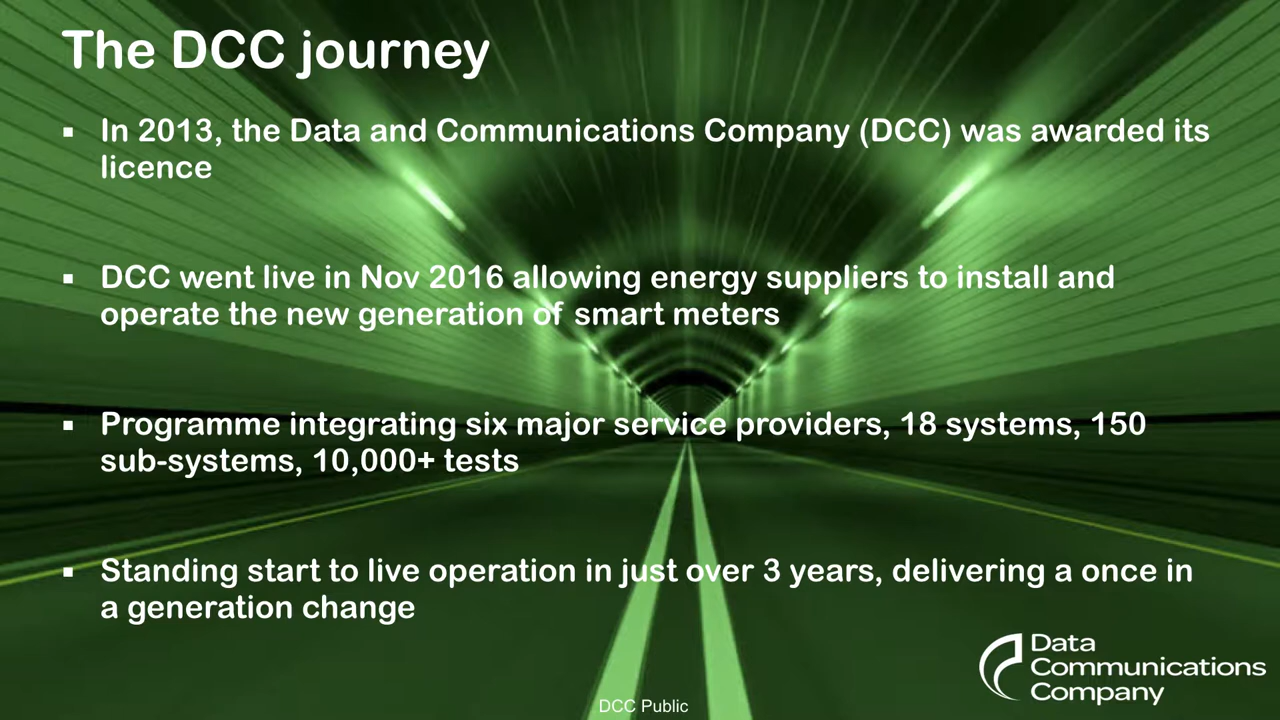 The DCC journey
▪ In 2013, the Data and Communications Company (DCC) was awarded its
licence
▪ DCC went live in Nov 2016 allowing energy suppliers to install and
operate the new generation of smart meters
▪ Programme integrating six major service providers, 18 systems, 150
sub-systems, 10,000+ tests
▪ Standing start to live operation in just over 3 years, delivering a once in
a generation change
Data
Communications
Company
DCC Public